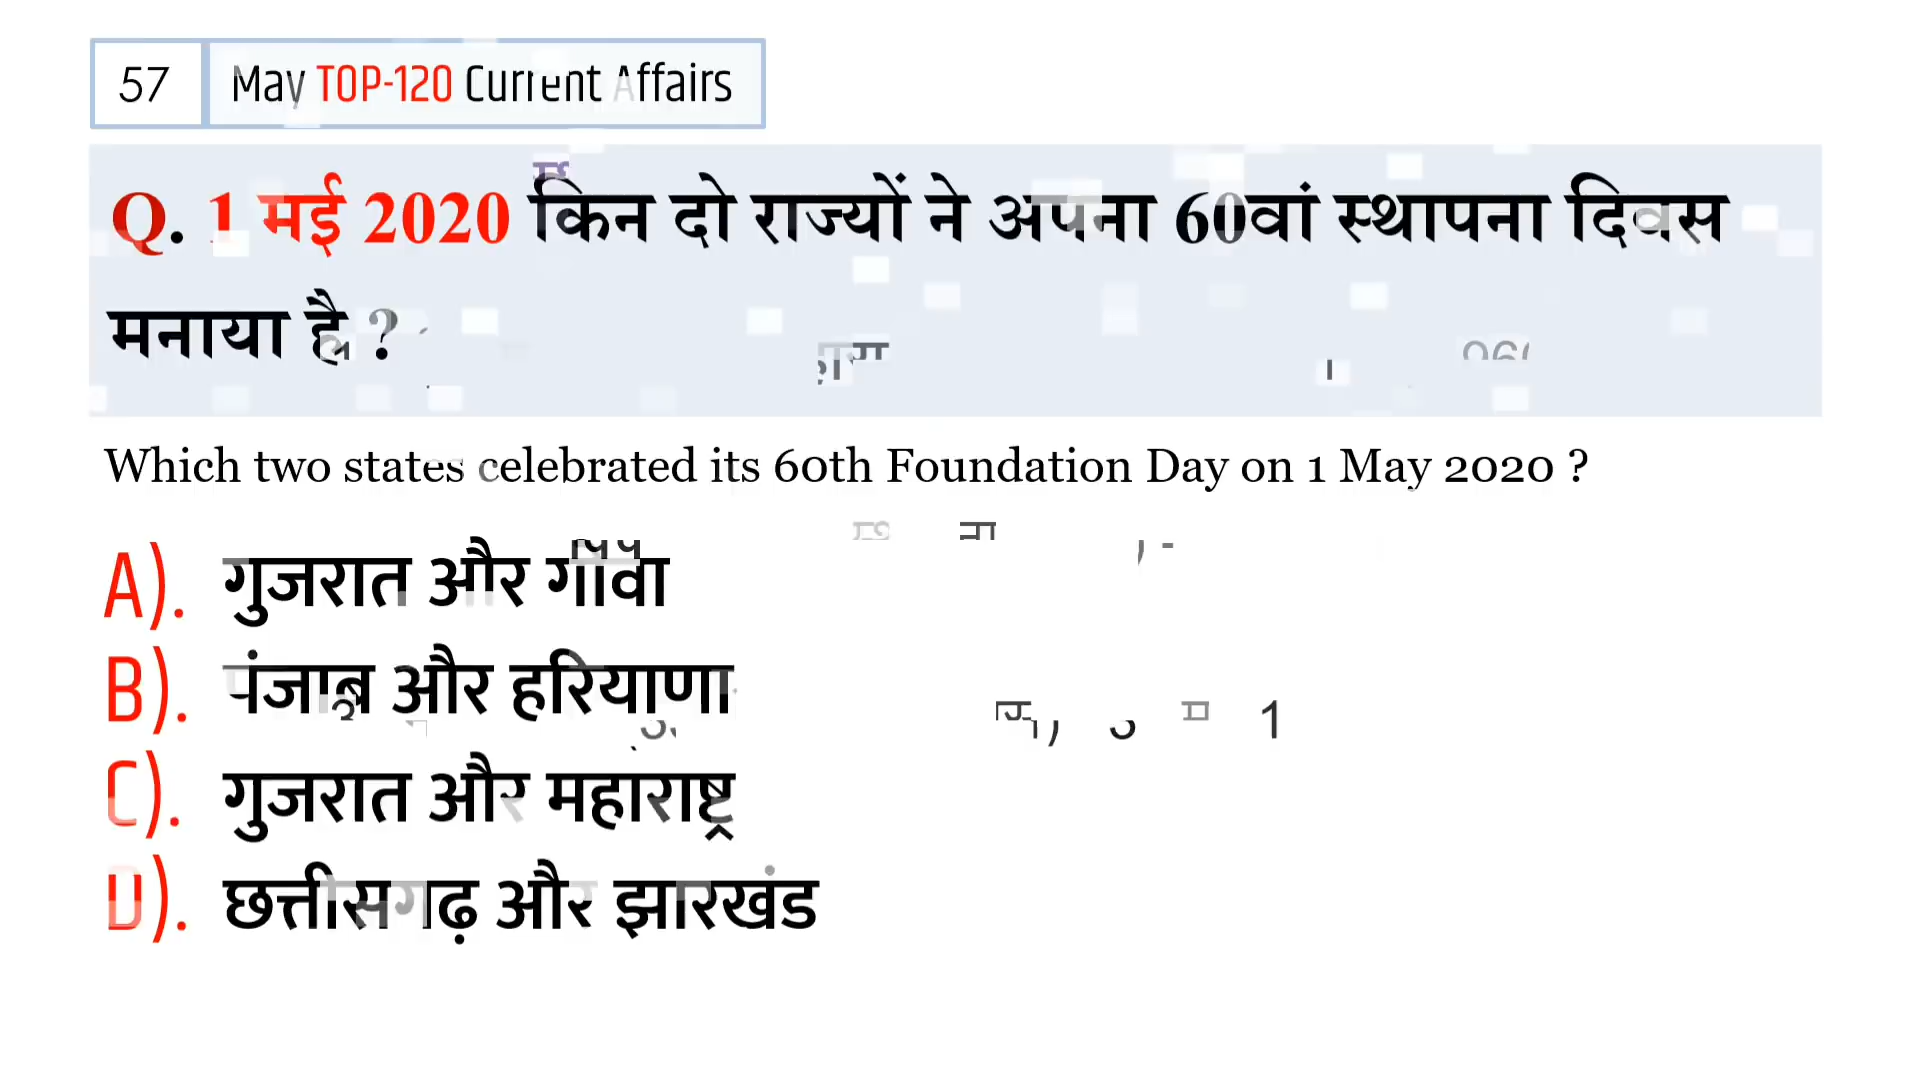 57 May TOP-120 Current Affairs
Q. 1 मई 2020 किन दो राज्यों ने अपना 60वां स्थापना दिवस
मनाया है ?
Which two states celebrated its 60th Foundation Day on 1 May 2020 ?
A). गुजरात और गोवा
B). पंजाब और हरियाणा
C). गुजरात और महाराष्ट्र
D). छत्तीसगढ़ और झारखंड